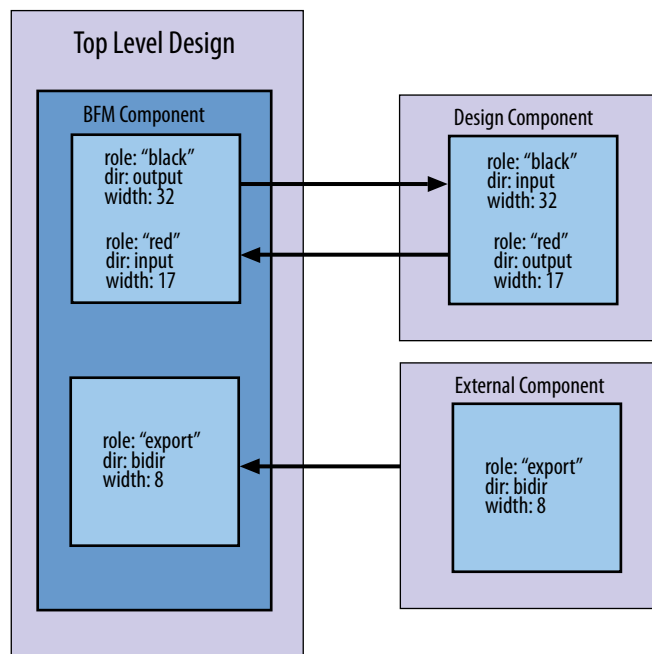 Top Level Design
BFM Component
role: “black”
dir: output
width: 32
role: “red”
dir: input
width: 17
role: “export”
dir: bidir
width: 8
Design Component
role: “black”
dir: input
width: 32
role: “red”
dir: output
width: 17
External Component
role: “export”
dir: bidir
width: 8